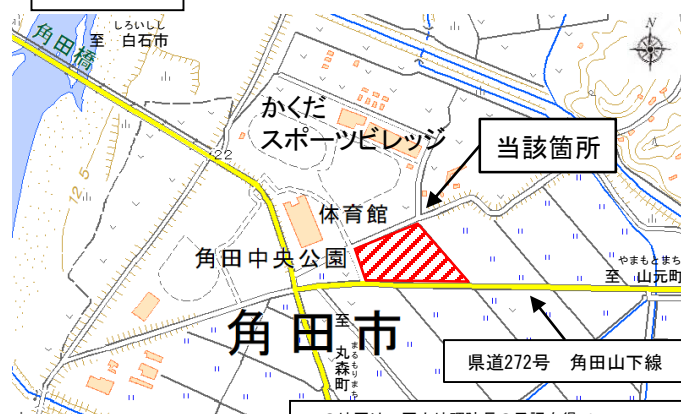 しろいしし
至 白石市
角田橋
N
かくだ
スポーツビレッジ
当該箇所
22
12.5
体育館
角田中央公園
やまもとまち
至 山元町
角田市
至 丸森町
まるもりまち
県道272号 角田山下線